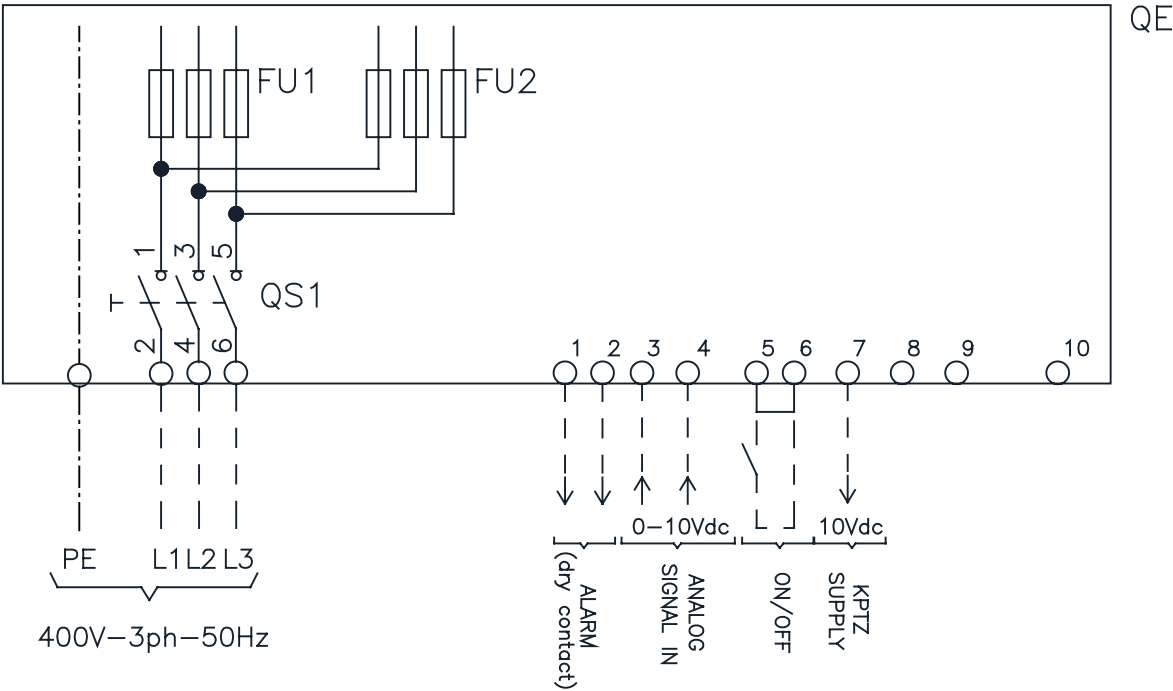 QE
FU1
FU2
1 3 5
QS1
2 4 6
1 2 3 4 5 6 7 8 9 10
0-10Vdc
10Vdc
PE L1 L2 L3
400V-3ph-50Hz
ALARM
(dry contact)
ANALOG
SIGNAL IN
ON/OFF
KPTZ
SUPPLY